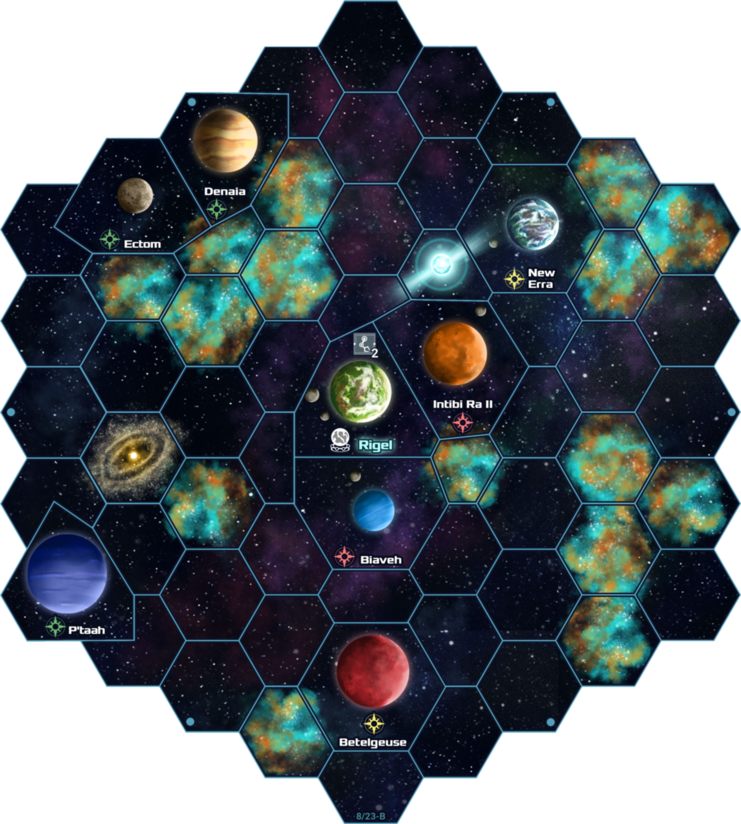 Denaia
Ectom
New
Erra
2
Intibi Ra II
Rigel
Biaveh
P'taah
Betelgeuse
8/23-B